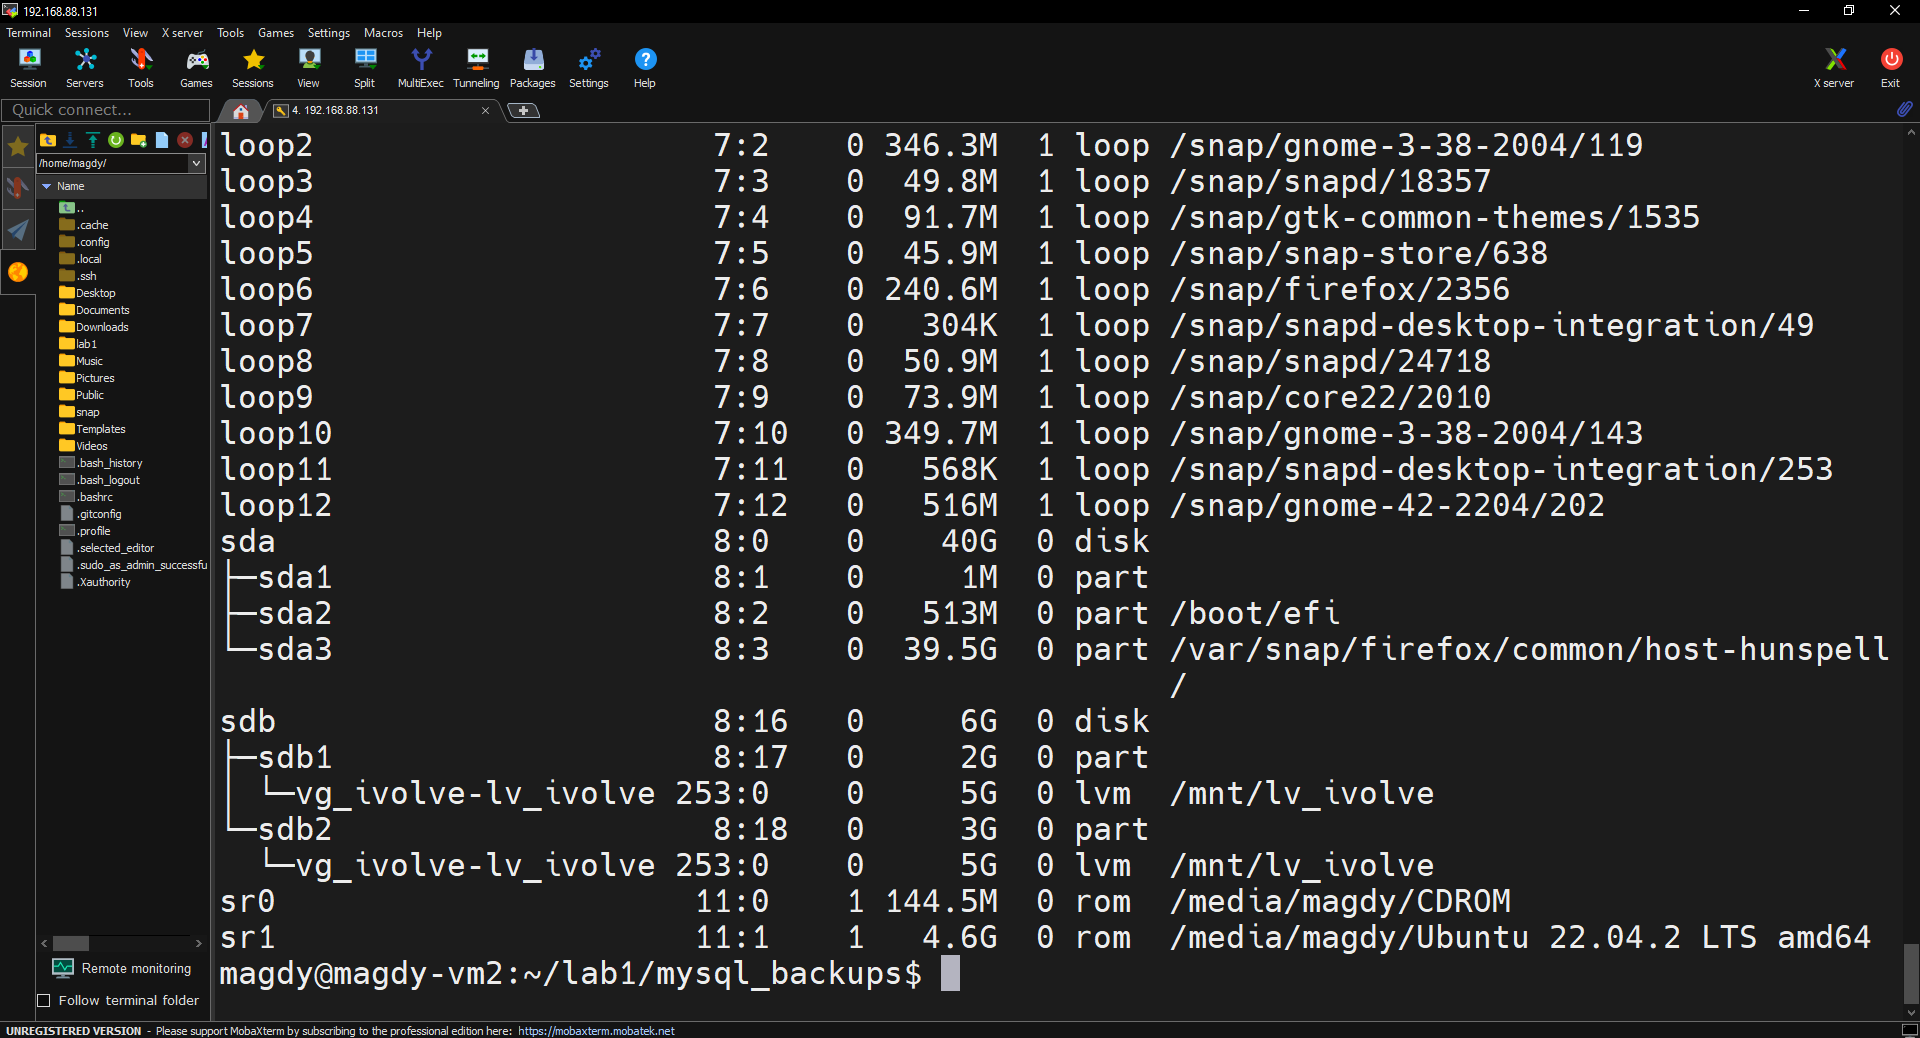 192.168.88.131
Terminal Sessions View X server Tools Games Settings Macros Help
Session Servers Tools Games Sessions View Split MultiExec Tunneling Packages Settings Help X server Exit
Quick connect...
4. 192.168.88.131
/home/magdy/
Name
..
.cache
.config
.local
.ssh
Desktop
Documents
Downloads
lab1
Music
Pictures
Public
snap
Templates
Videos
.bash_history
.bash_logout
.bashrc
.gitconfig
.profile
.selected_editor
.sudo_as_admin_successfu
.Xauthority
Remote monitoring
Follow terminal folder
loop2 7:2 0 346.3M 1 loop /snap/gnome-3-38-2004/119
loop3 7:3 0 49.8M 1 loop /snap/snapd/18357
loop4 7:4 0 91.7M 1 loop /snap/gtk-common-themes/1535
loop5 7:5 0 45.9M 1 loop /snap/snap-store/638
loop6 7:6 0 240.6M 1 loop /snap/firefox/2356
loop7 7:7 0 304K 1 loop /snap/snapd-desktop-integration/49
loop8 7:8 0 50.9M 1 loop /snap/snapd/24718
loop9 7:9 0 73.9M 1 loop /snap/core22/2010
loop10 7:10 0 349.7M 1 loop /snap/gnome-3-38-2004/143
loop11 7:11 0 568K 1 loop /snap/snapd-desktop-integration/253
loop12 7:12 0 516M 1 loop /snap/gnome-42-2204/202
sda 8:0 0 40G 0 disk
├─sda1 8:1 0 1M 0 part
├─sda2 8:2 0 513M 0 part /boot/efi
└─sda3 8:3 0 39.5G 0 part /var/snap/firefox/common/host-hunspell
/
sdb 8:16 0 6G 0 disk
├─sdb1 8:17 0 2G 0 part
│ └─vg_ivolve-lv_ivolve 253:0 0 5G 0 lvm /mnt/lv_ivolve
└─sdb2 8:18 0 3G 0 part
└─vg_ivolve-lv_ivolve 253:0 0 5G 0 lvm /mnt/lv_ivolve
sr0 11:0 1 144.5M 0 rom /media/magdy/CDROM
sr1 11:1 1 4.6G 0 rom /media/magdy/Ubuntu 22.04.2 LTS amd64
magdy@magdy-vm2:~/lab1/mysql_backups$
UNREGISTERED VERSION - Please support MobaXterm by subscribing to the professional edition here: https://mobaxterm.mobatek.net